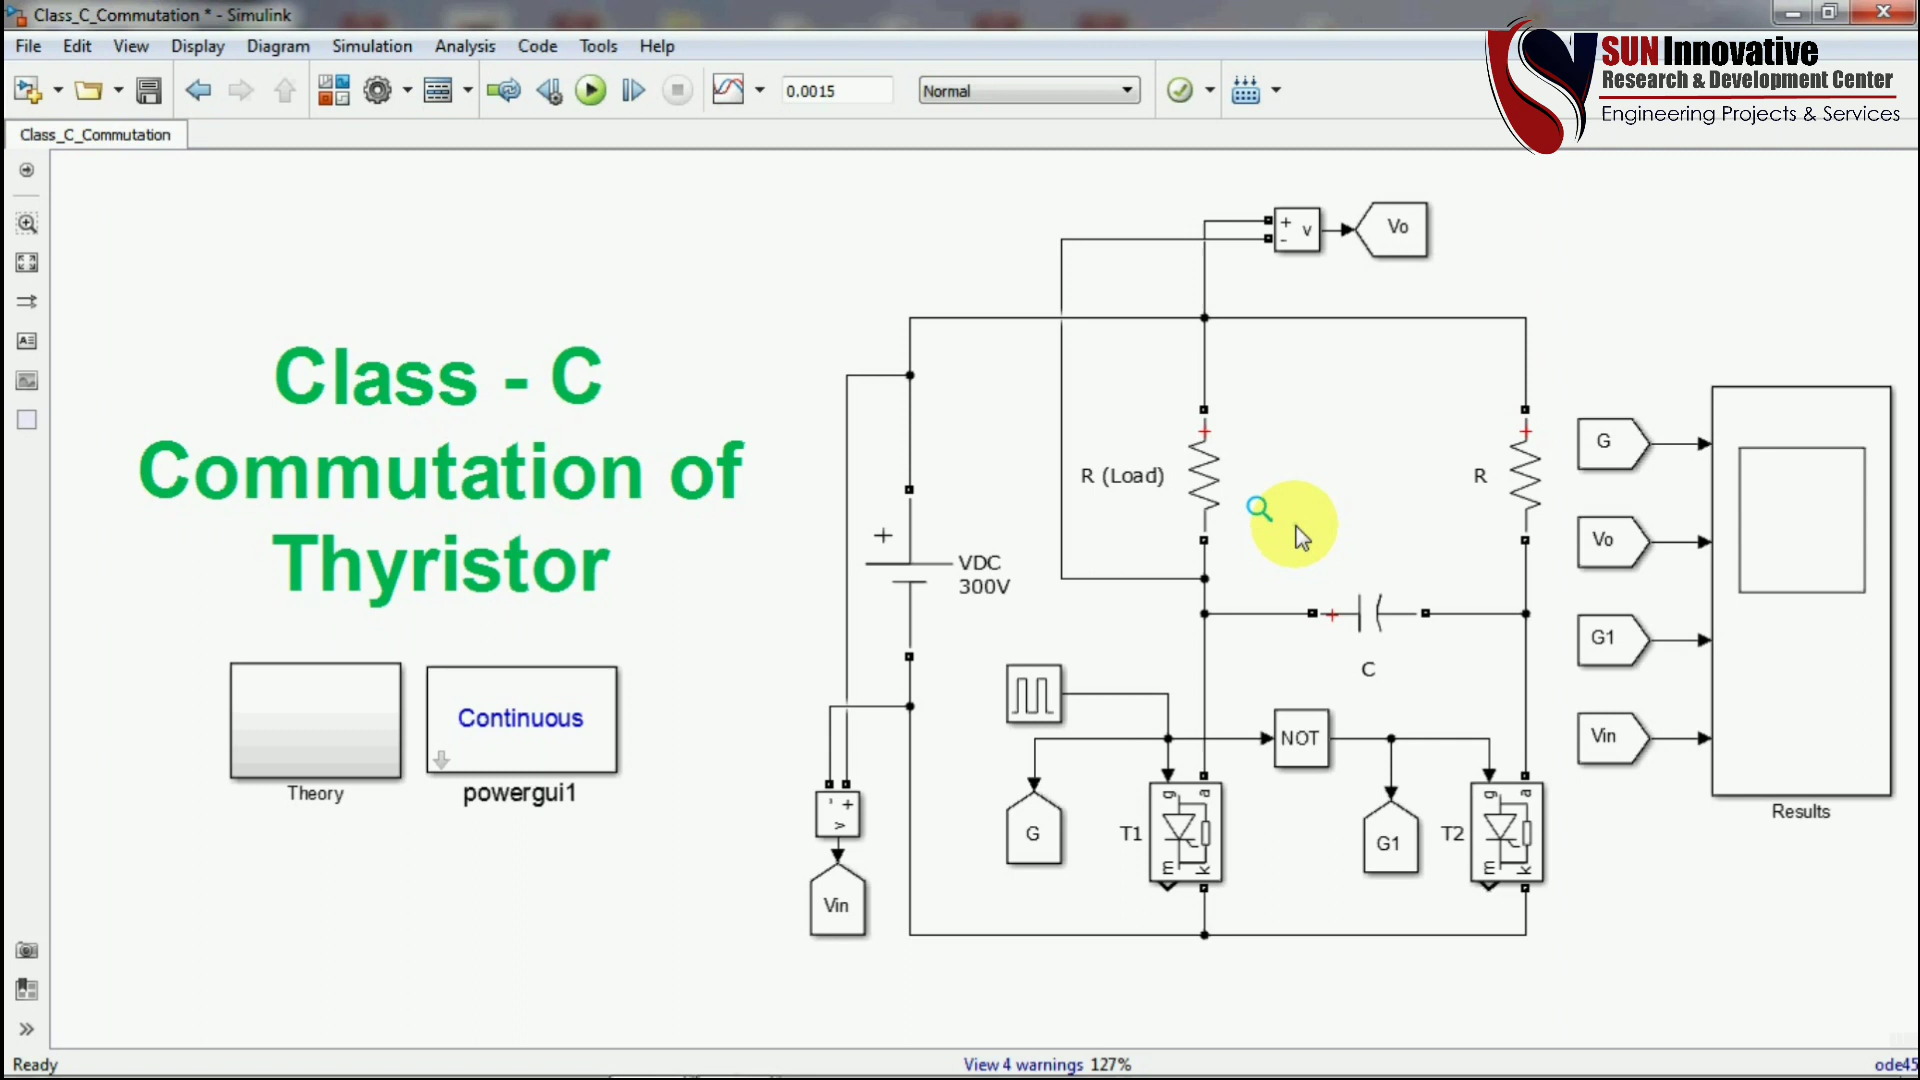 Class_C_Commutation * - Simulink
File Edit View Display Diagram Simulation Analysis Code Tools Help
SUN Innovative
Research & Development Center
Engineering Projects & Services
0.0015
Normal
Class_C_Commutation
+
-
v
Vo
Class - C
Commutation of
Thyristor
R (Load)
+
R
+
+
VDC
300V
+
C
G
Vo
G1
Vin
Results
Continuous
Theory
powergui1
NOT
- +
v
Vin
G
T1
g a
m k
G1
T2
g a
m k
Ready
View 4 warnings 127%
ode45